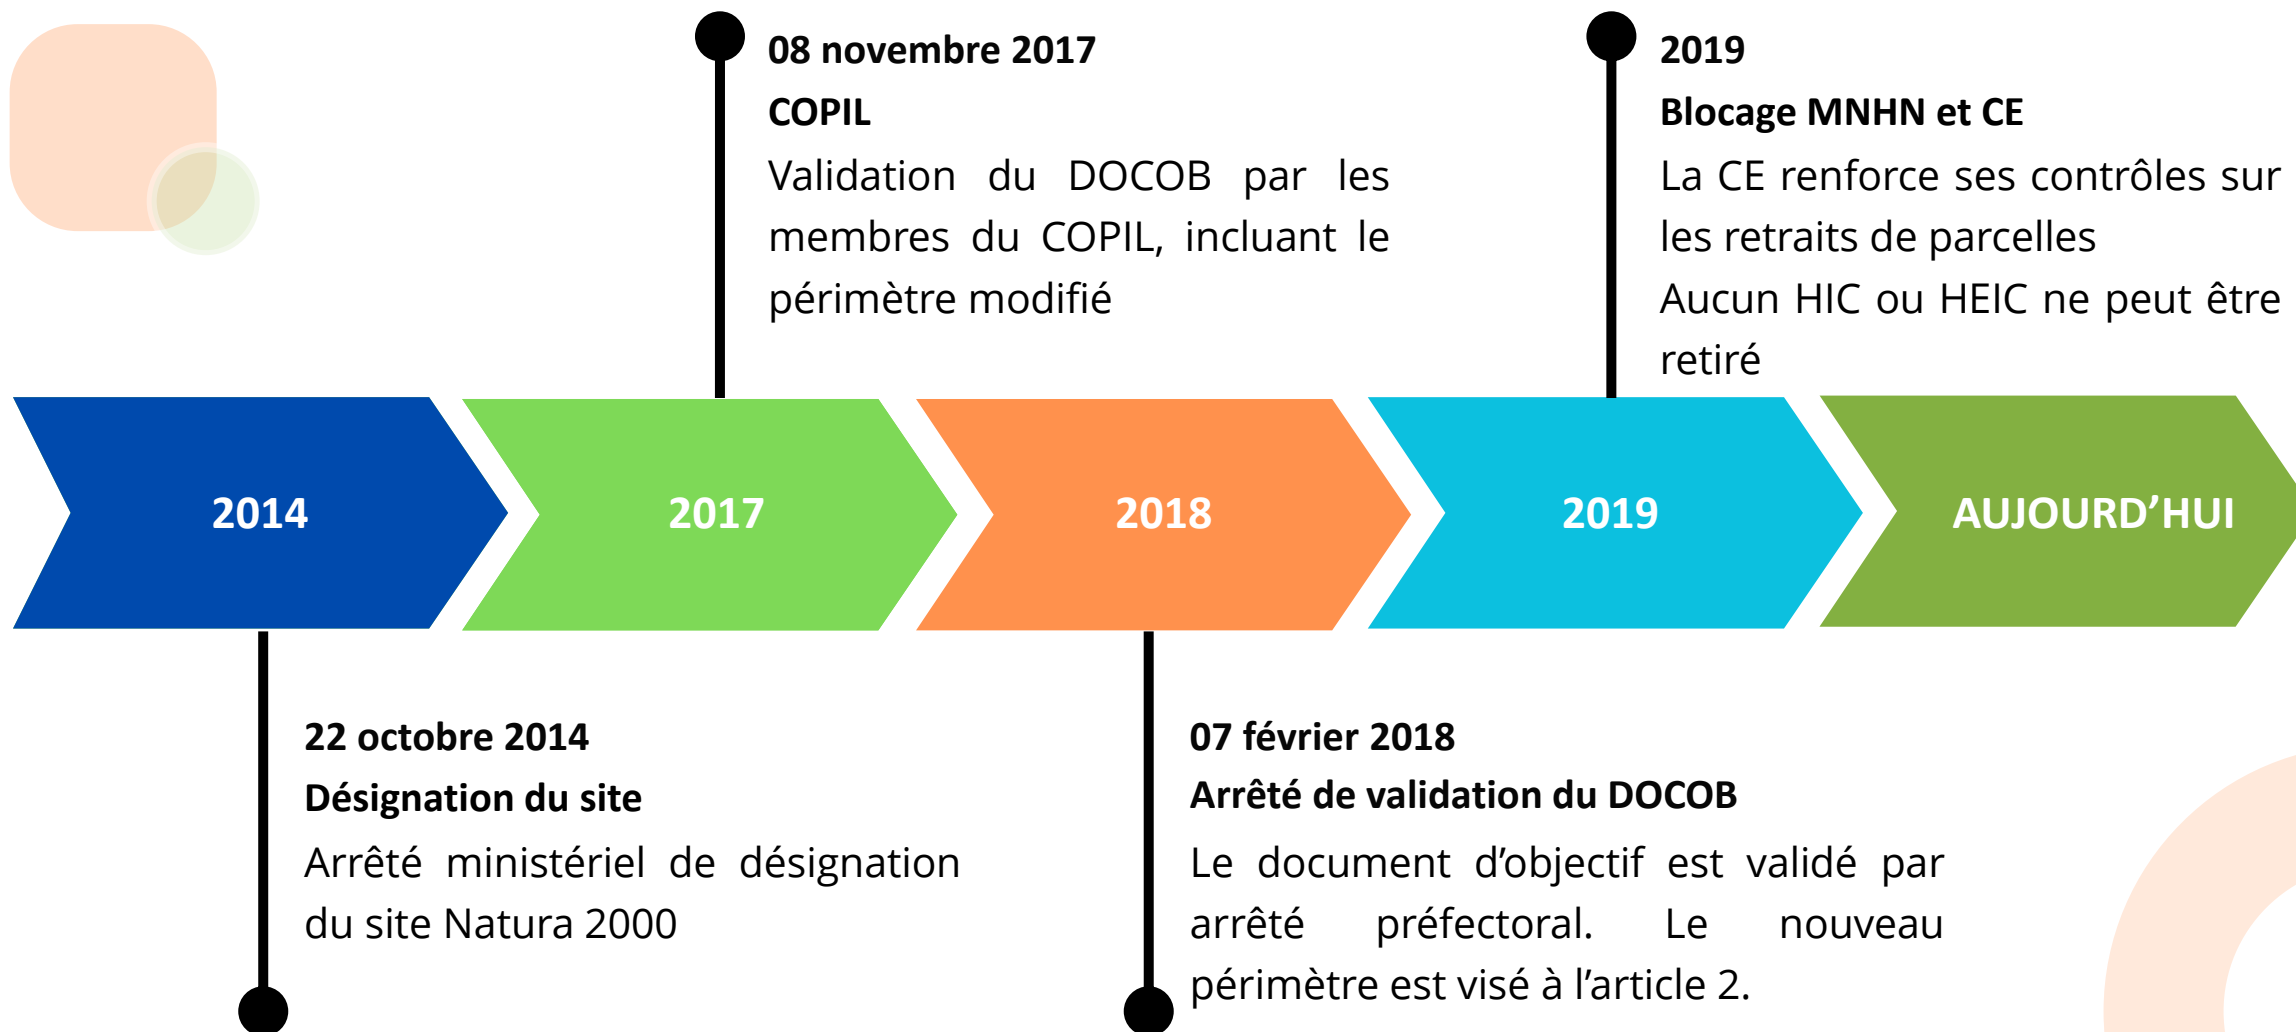 08 novembre 2017
COPIL
Validation du DOCOB par les
membres du COPIL, incluant le
périmètre modifié
2019
Blocage MNHN et CE
La CE renforce ses contrôles sur
les retraits de parcelles
Aucun HIC ou HEIC ne peut être
retiré
2014
2017
2018
2019
AUJOURD’HUI
22 octobre 2014
Désignation du site
Arrêté ministériel de désignation
du site Natura 2000
07 février 2018
Arrêté de validation du DOCOB
Le document d’objectif est validé par
arrêté préfectoral. Le nouveau
périmètre est visé à l’article 2.